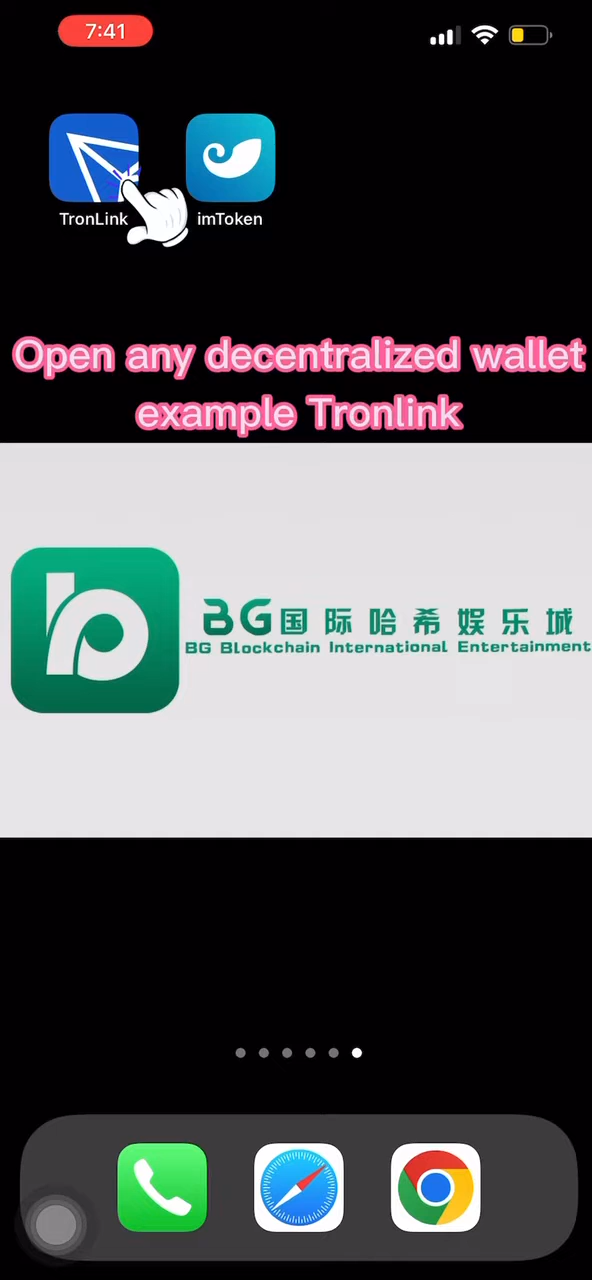 7:41
TronLink
imToken
Open any decentralized wallet
example Tronlink
BG国际哈希娱乐城
BG Blockchain International Entertainment